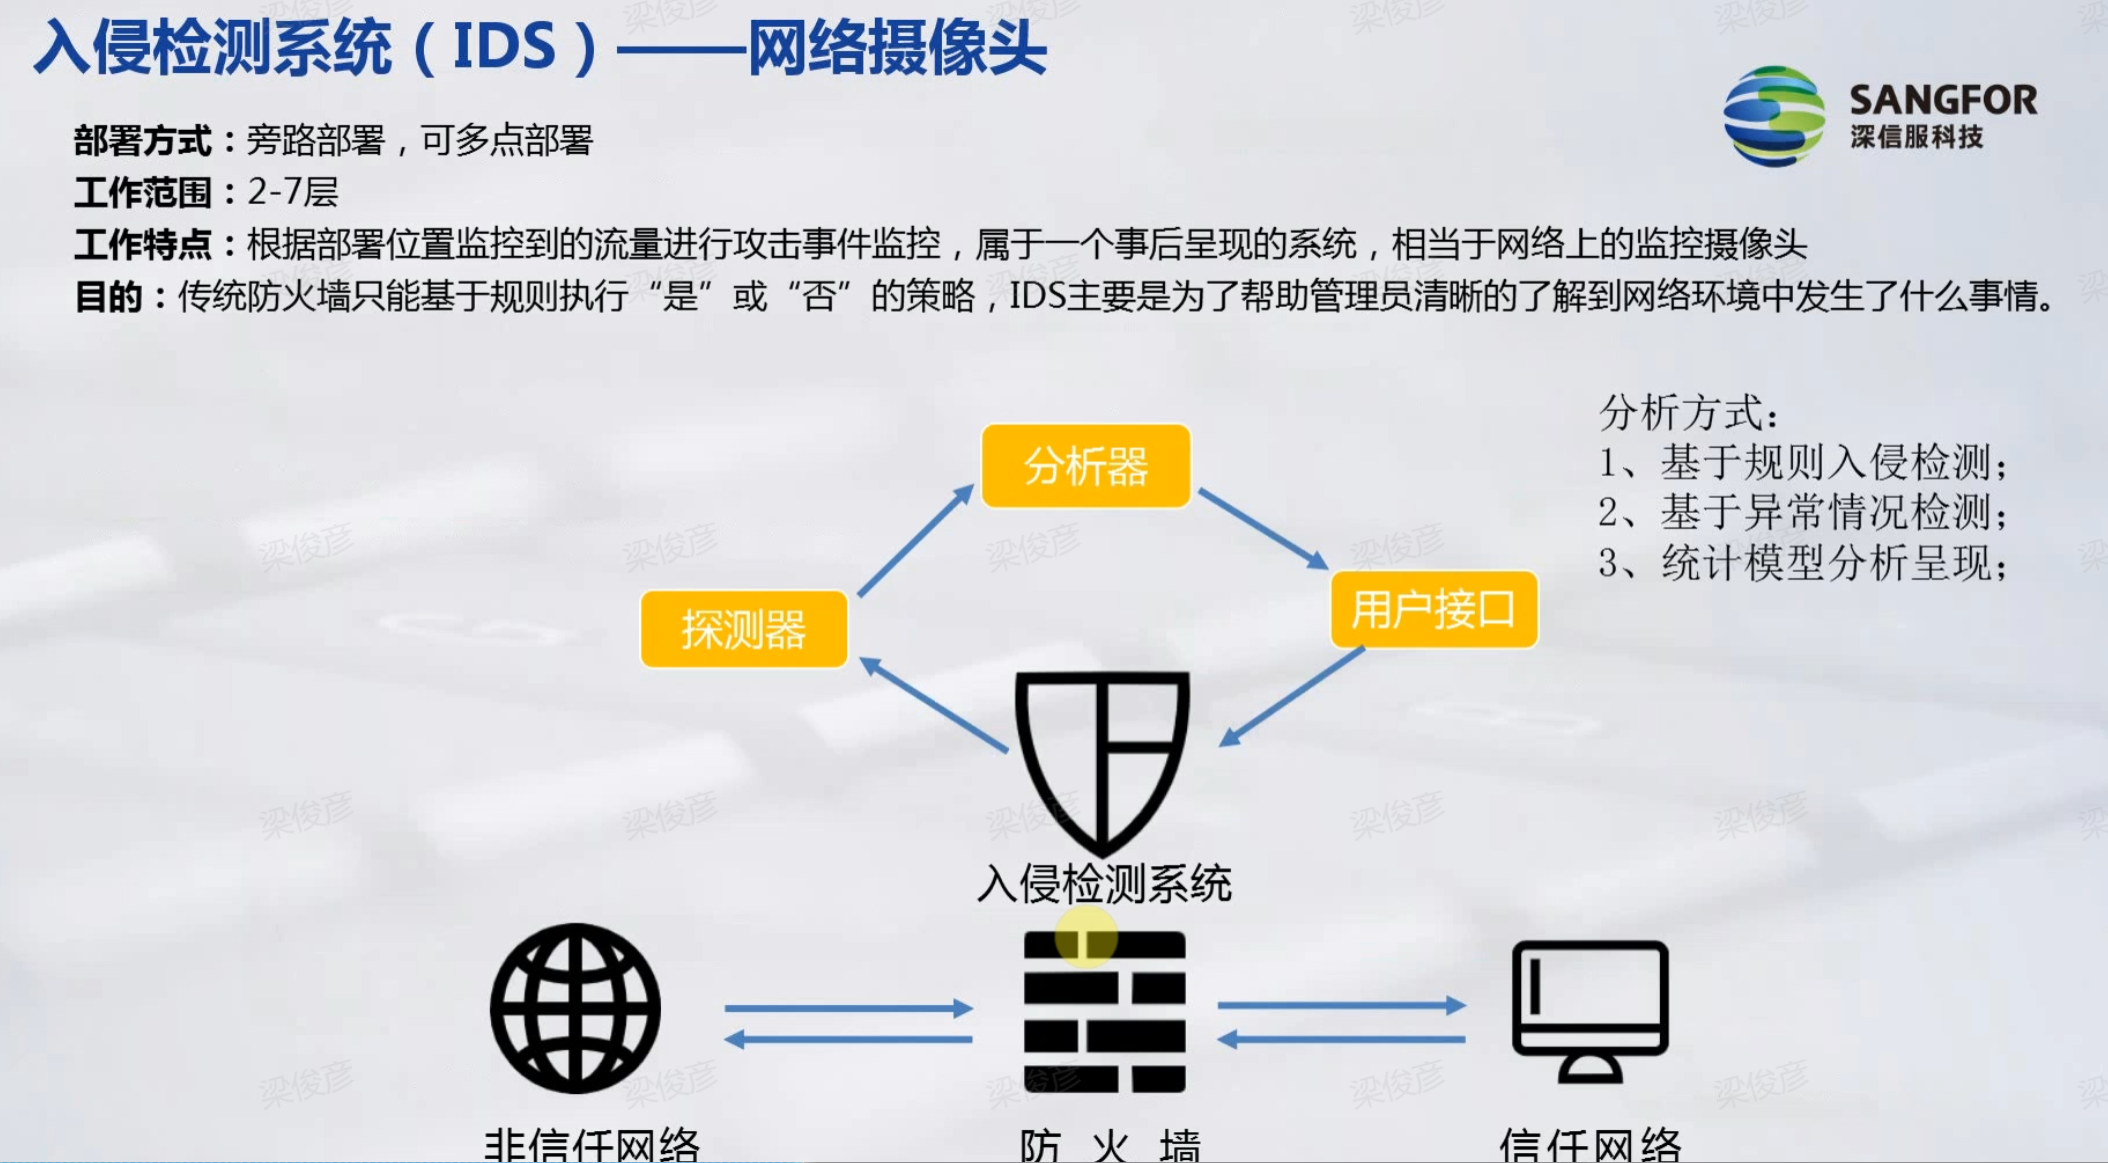 入侵检测系统（IDS）——网络摄像头
SANGFOR
深信服科技
部署方式：旁路部署，可多点部署
工作范围：2-7层
工作特点：根据部署位置监控到的流量进行攻击事件监控，属于一个事后呈现的系统，相当于网络上的监控摄像头
目的：传统防火墙只能基于规则执行“是”或“否”的策略，IDS主要是为了帮助管理员清晰的了解到网络环境中发生了什么事情。
分析方式：
1、基于规则入侵检测；
2、基于异常情况检测；
3、统计模型分析呈现；
分析器
探测器
用户接口
入侵检测系统
非信任网络
防 火 墙
信任网络
梁俊彦